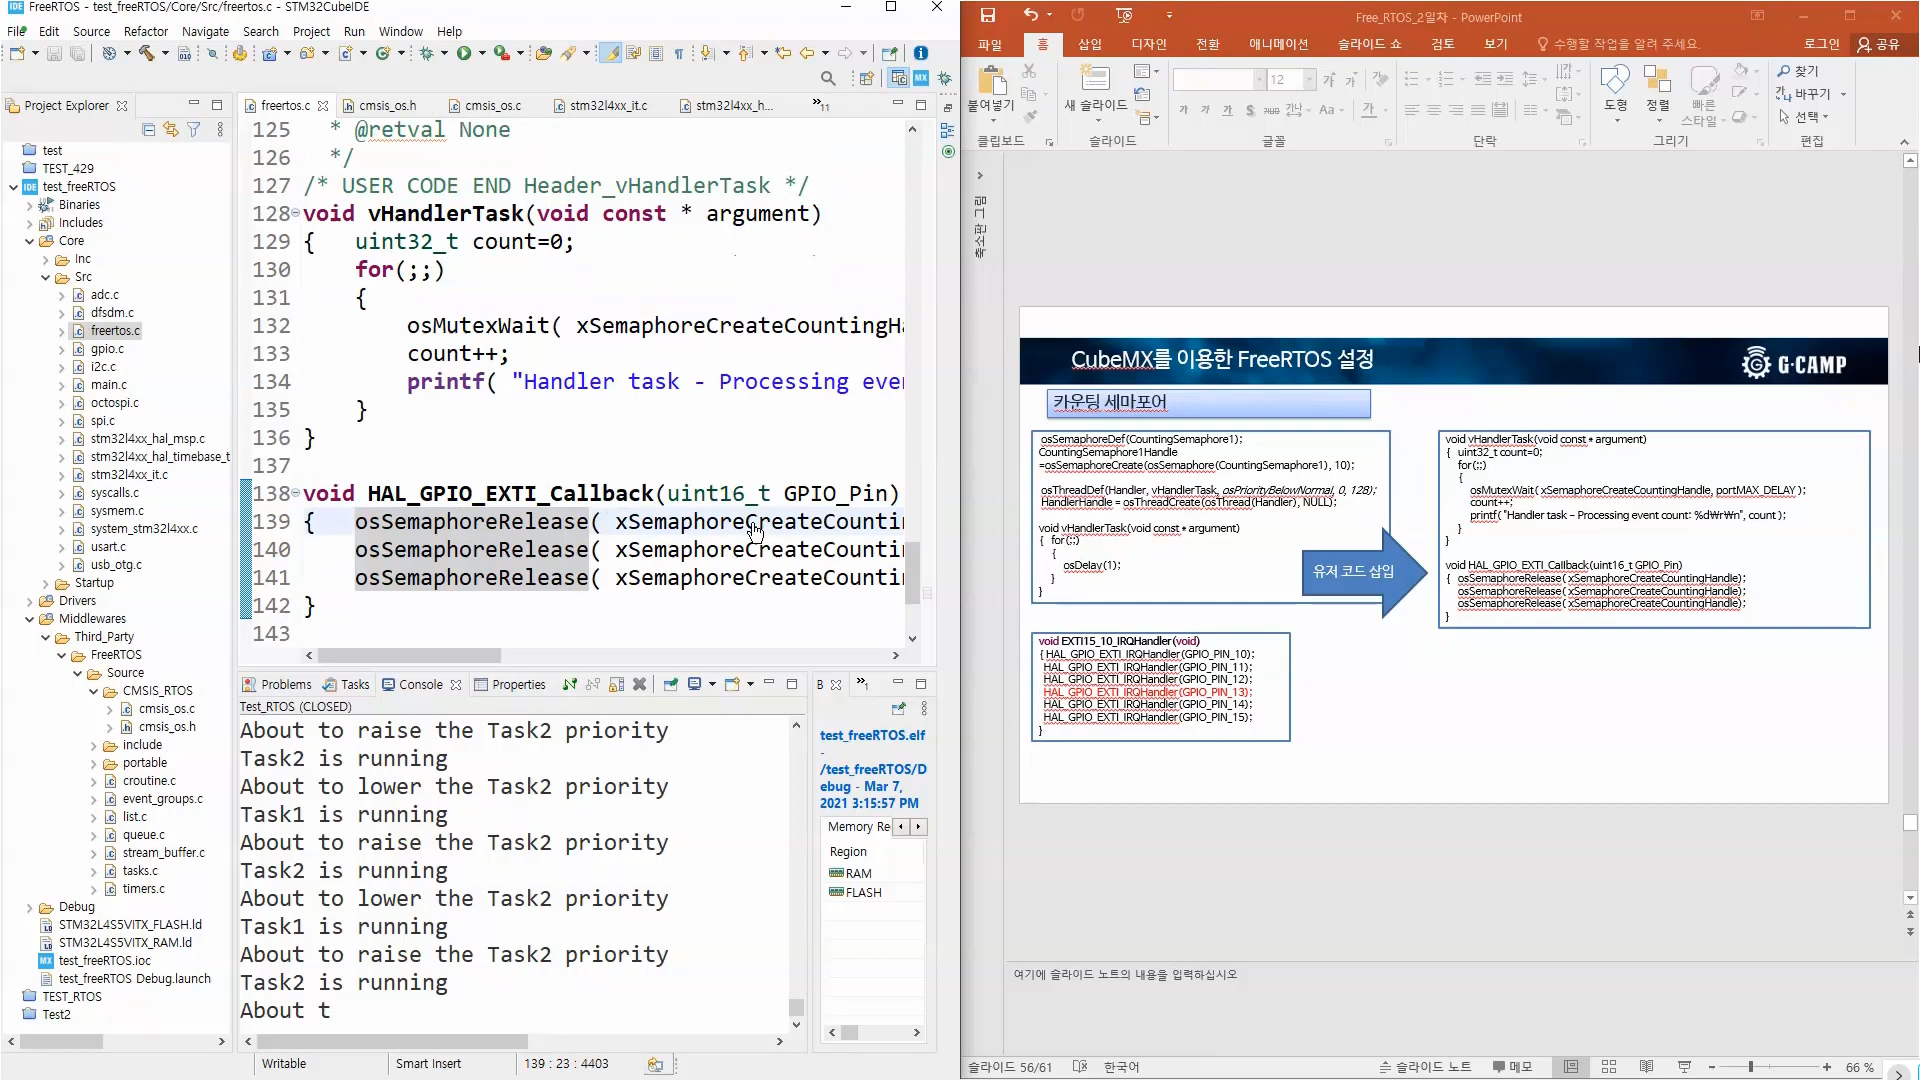 FreeRTOS - test_freeRTOS/Core/Src/freertos.c - STM32CubeIDE
File Edit Source Refactor Navigate Search Project Run Window Help
Project Explorer
test
TEST_429
test_freeRTOS
Binaries
Includes
Core
Inc
Src
adc.c
dfsdm.c
freertos.c
gpio.c
i2c.c
main.c
octospi.c
spi.c
stm32l4xx_hal_msp.c
stm32l4xx_hal_timebase_t
stm32l4xx_it.c
syscalls.c
sysmem.c
system_stm32l4xx.c
usart.c
usb_otg.c
Startup
Drivers
Middlewares
Third_Party
FreeRTOS
Source
CMSIS_RTOS
cmsis_os.c
cmsis_os.h
include
portable
croutine.c
event_groups.c
list.c
queue.c
stream_buffer.c
tasks.c
timers.c
Debug
STM32L4S5VITX_FLASH.ld
STM32L4S5VITX_RAM.ld
test_freeRTOS.ioc
test_freeRTOS Debug.launch
TEST_RTOS
Test2
freertos.c cmsis_os.h cmsis_os.c stm32l4xx_it.c stm32l4xx_h... »11
125 * @retval None
126 */
127 /* USER CODE END Header_vHandlerTask */
128 void vHandlerTask(void const * argument)
129 { uint32_t count=0;
130 for(;;)
131 {
132 osMutexWait( xSemaphoreCreateCountingHa
133 count++;
134 printf( "Handler task - Processing even
135 }
136 }
137
138 void HAL_GPIO_EXTI_Callback(uint16_t GPIO_Pin)
139 { osSemaphoreRelease( xSemaphoreCreateCountin
140 osSemaphoreRelease( xSemaphoreCreateCountin
141 osSemaphoreRelease( xSemaphoreCreateCountin
142 }
143
Problems Tasks Console Properties
Test_RTOS (CLOSED)
About to raise the Task2 priority
Task2 is running
About to lower the Task2 priority
Task1 is running
About to raise the Task2 priority
Task2 is running
About to lower the Task2 priority
Task1 is running
About to raise the Task2 priority
Task2 is running
About t
B »1
test_freeRTOS.elf
-
/test_freeRTOS/D
ebug - Mar 7,
2021 3:15:57 PM
Memory Re
Region
RAM
FLASH
Writable Smart Insert 139 : 23 : 4403
Free_RTOS_2일차 - PowerPoint
파일 홈 삽입 디자인 전환 애니메이션 슬라이드 쇼 검토 보기 수행할 작업을 알려 주세요. 로그인 공유
붙여넣기
클립보드
새 슬라이드
슬라이드
12
가 가 가 S 간 Aa 가
글꼴
단락
도형 정렬 빠른 스타일
그리기
찾기
바꾸기
선택
편집
축소판 그림
CubeMX를 이용한 FreeRTOS 설정
G·CAMP
카운팅 세마포어
osSemaphoreDef(CountingSemaphore1);
CountingSemaphore1Handle
=osSemaphoreCreate(osSemaphore(CountingSemaphore1), 10);
osThreadDef(Handler, vHandlerTask, osPriorityBelowNormal, 0, 128);
HandlerHandle = osThreadCreate(osThread(Handler), NULL);
void vHandlerTask(void const * argument)
{ for(;;)
{
osDelay(1);
}
}
유저 코드 삽입
void vHandlerTask(void const * argument)
{ uint32_t count=0;
for(;;)
{
osMutexWait( xSemaphoreCreateCountingHandle, portMAX_DELAY );
count++;
printf( "Handler task - Processing event count: %d₩r₩n", count );
}
}
void HAL_GPIO_EXTI_Callback(uint16_t GPIO_Pin)
{ osSemaphoreRelease( xSemaphoreCreateCountingHandle);
osSemaphoreRelease( xSemaphoreCreateCountingHandle);
osSemaphoreRelease( xSemaphoreCreateCountingHandle);
}
void EXTI15_10_IRQHandler(void)
{ HAL_GPIO_EXTI_IRQHandler(GPIO_PIN_10);
HAL_GPIO_EXTI_IRQHandler(GPIO_PIN_11);
HAL_GPIO_EXTI_IRQHandler(GPIO_PIN_12);
HAL_GPIO_EXTI_IRQHandler(GPIO_PIN_13);
HAL_GPIO_EXTI_IRQHandler(GPIO_PIN_14);
HAL_GPIO_EXTI_IRQHandler(GPIO_PIN_15);
}
여기에 슬라이드 노트의 내용을 입력하십시오
슬라이드 56/61 한국어 슬라이드 노트 메모 66 %